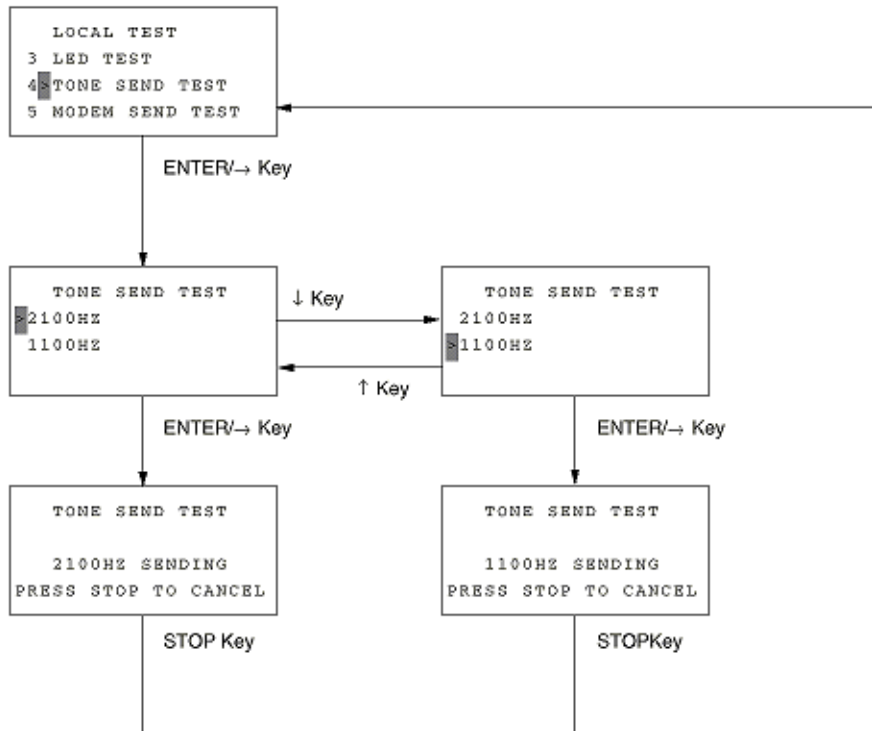 LOCAL TEST
3 LED TEST
4>TONE SEND TEST
5 MODEM SEND TEST
ENTER/→ Key
TONE SEND TEST
>2100HZ
1100HZ
↓ Key
↑ Key
TONE SEND TEST
2100HZ
>1100HZ
ENTER/→ Key
ENTER/→ Key
TONE SEND TEST
2100HZ SENDING
PRESS STOP TO CANCEL
TONE SEND TEST
1100HZ SENDING
PRESS STOP TO CANCEL
STOP Key
STOPKey